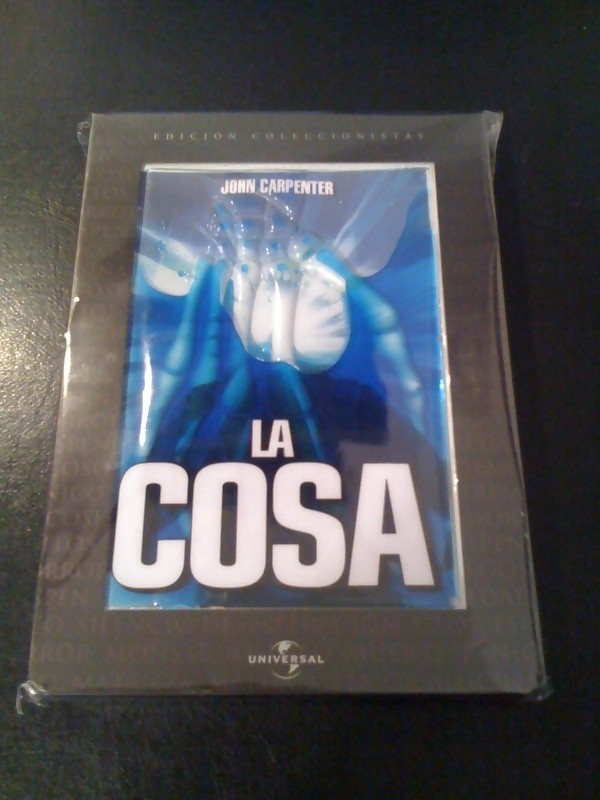 EDICIÓN COLECCIONISTAS
JOHN CARPENTER
LA
COSA
UNIVERSAL